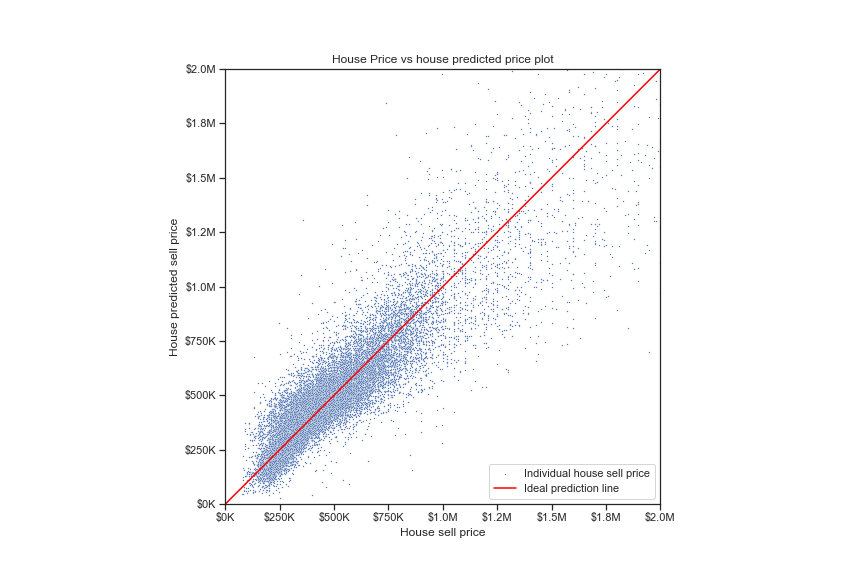 House Price vs house predicted price plot
House predicted sell price
$2.0M
$1.8M
$1.5M
$1.2M
$1.0M
$750K
$500K
$250K
$0K
Individual house sell price
Ideal prediction line
$0K $250K $500K $750K $1.0M $1.2M $1.5M $1.8M $2.0M
House sell price